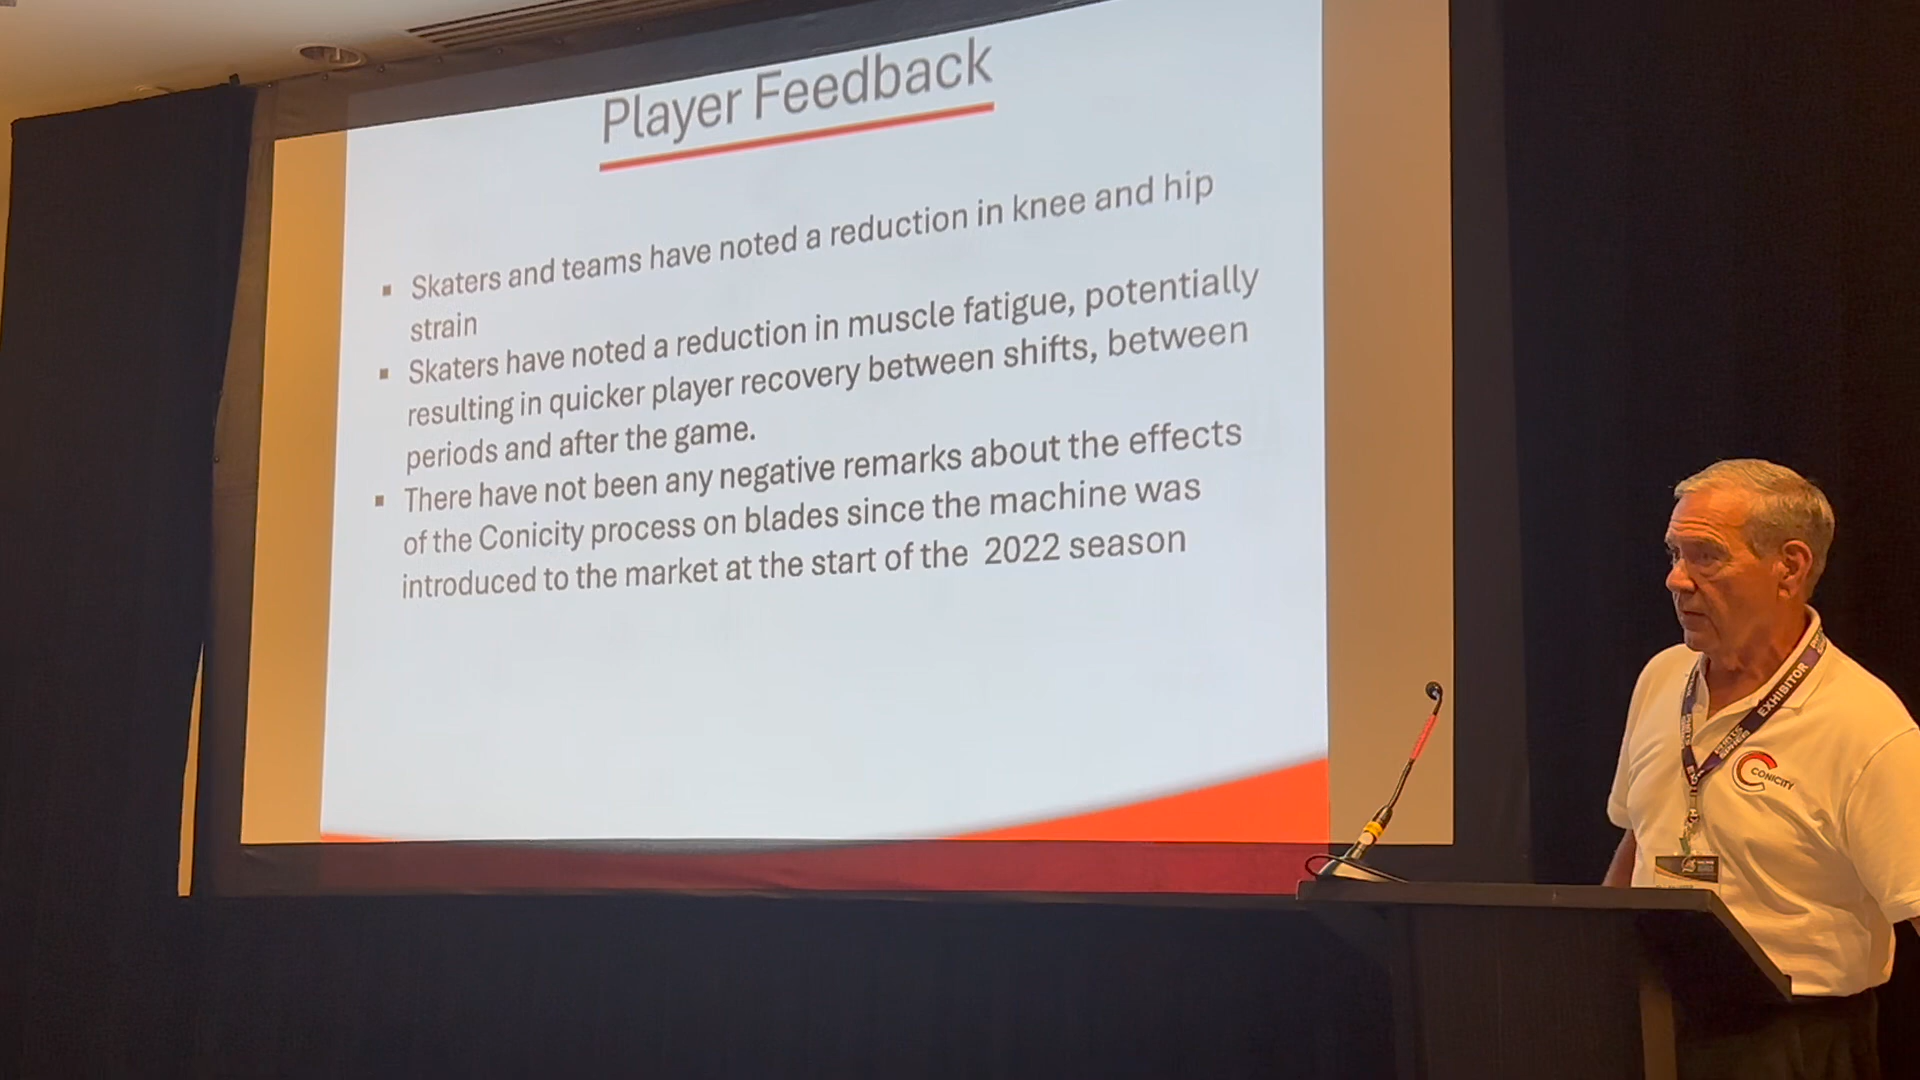 Player Feedback
▪ Skaters and teams have noted a reduction in knee and hip
strain
▪ Skaters have noted a reduction in muscle fatigue, potentially
resulting in quicker player recovery between shifts, between
periods and after the game.
▪ There have not been any negative remarks about the effects
of the Conicity process on blades since the machine was
introduced to the market at the start of the 2022 season
EXHIBITOR
CONICITY